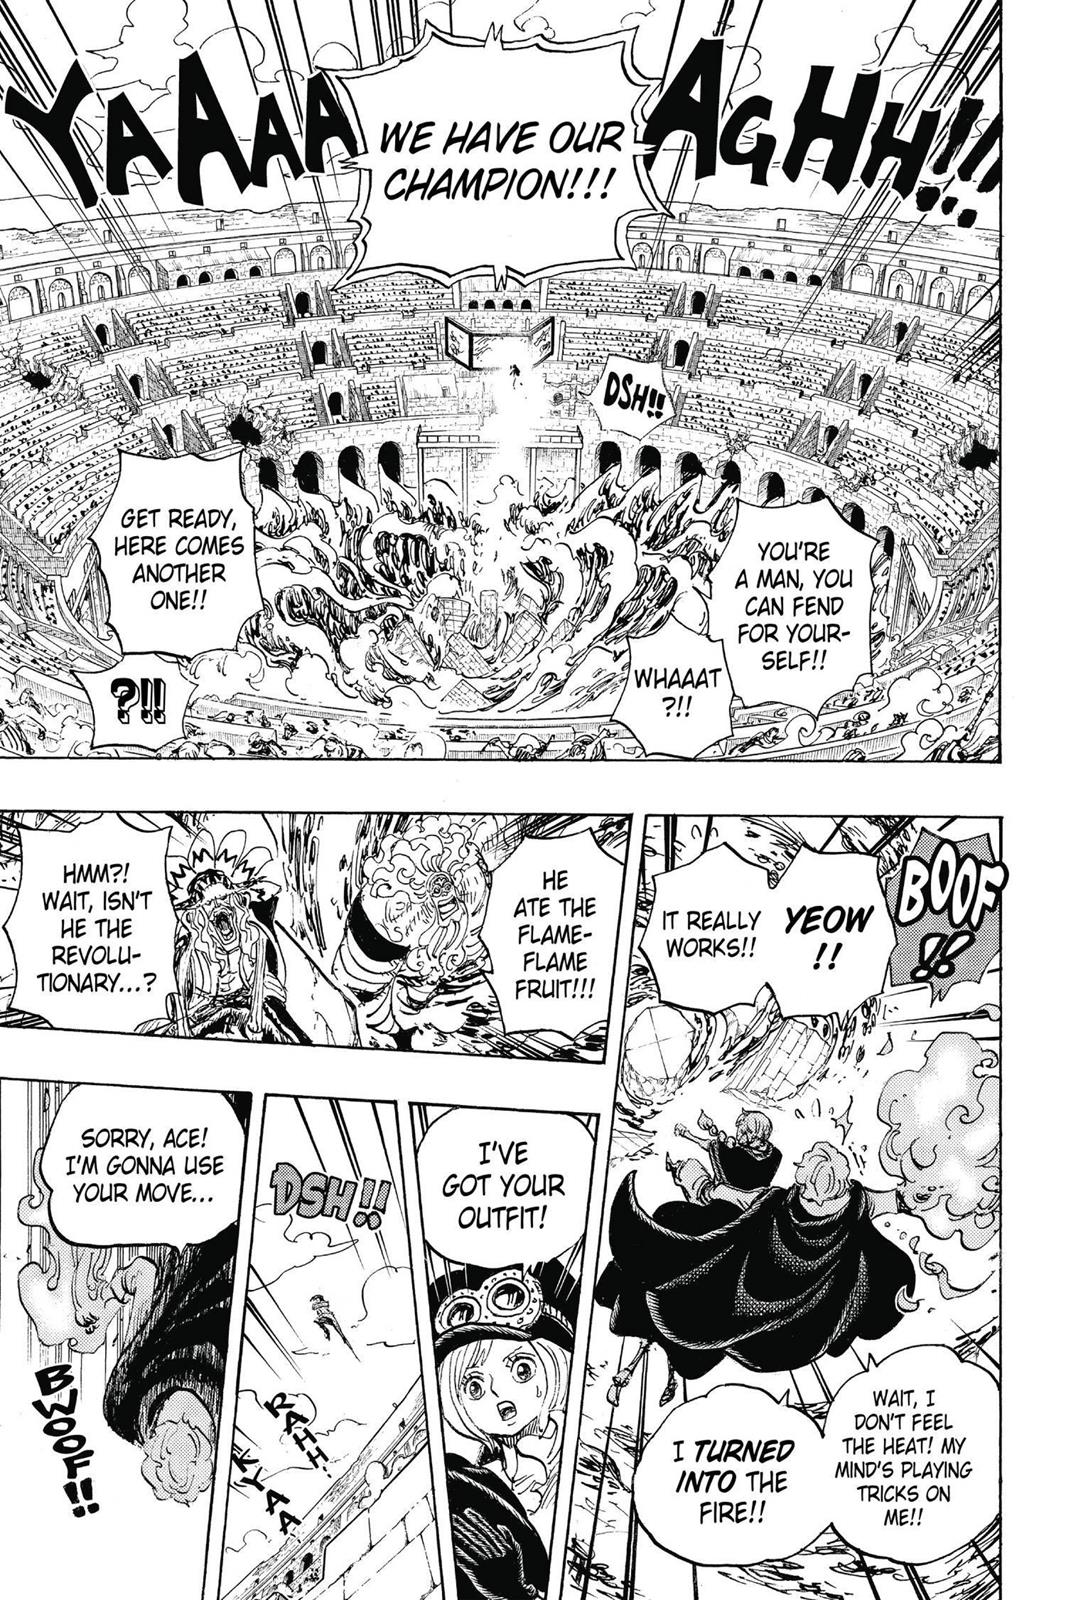 YAAAAA
AGHH!!!
WE HAVE OUR
CHAMPION!!!
DSH!!
YOU'RE
A MAN, YOU
CAN FEND
FOR YOUR-
SELF!!
WHAAAT
?!!
GET READY,
HERE COMES
ANOTHER
ONE!!
?!!
BOOF
!!
YEOW
!!
IT REALLY
WORKS!!
WAIT, I
DON'T FEEL
THE HEAT! MY
MIND'S PLAYING
TRICKS ON
ME!!
I TURNED
INTO THE
FIRE!!
HE
ATE THE
FLAME-
FLAME
FRUIT!!!
HMM?!
WAIT, ISN'T
HE THE
REVOLU-
TIONARY...?
I'VE
GOT YOUR
OUTFIT!
DSH!!
RAHH
KYAA
SORRY, ACE!
I'M GONNA USE
YOUR MOVE...
BWOOF!!